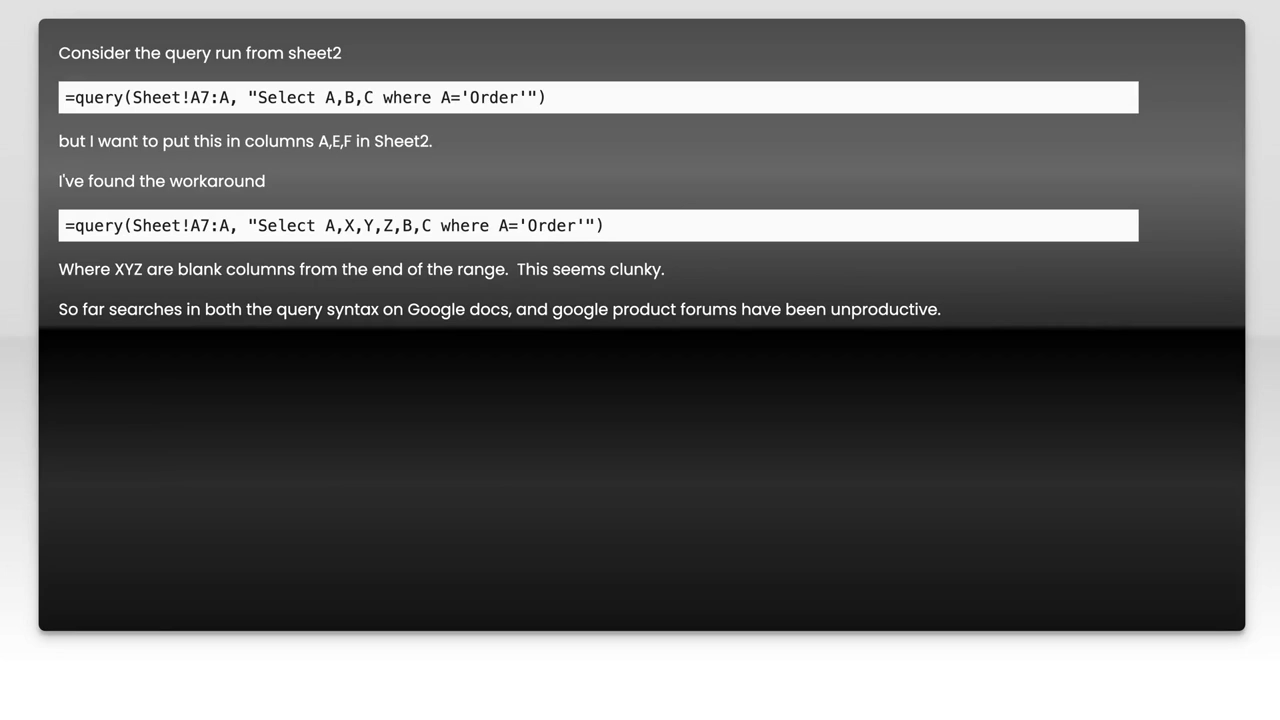 Consider the query run from sheet2
=query(Sheet!A7:A, "Select A,B,C where A='Order'")
but I want to put this in columns A,E,F in Sheet2.
I've found the workaround
=query(Sheet!A7:A, "Select A,X,Y,Z,B,C where A='Order'")
Where XYZ are blank columns from the end of the range.  This seems clunky.
So far searches in both the query syntax on Google docs, and google product forums have been unproductive.